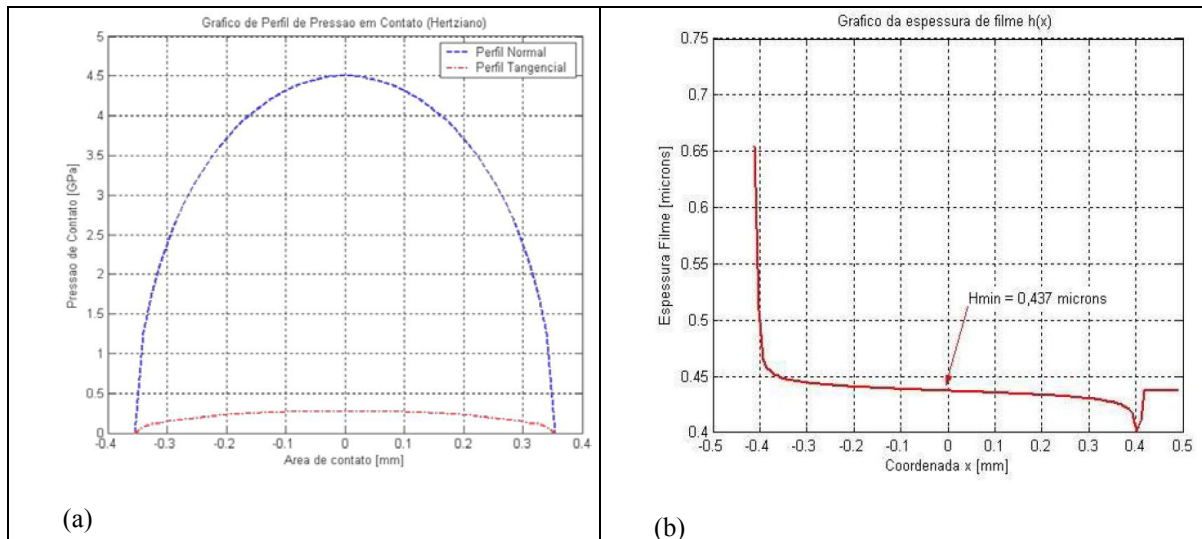 Grafico de Perfil de Pressao em Contato (Hertziano)
5
4.5
4
3.5
3
2.5
2
1.5
1
0.5
0
Pressao de Contato [GPa]
Perfil Normal
Perfil Tangencial
-0.4 -0.3 -0.2 -0.1 0 0.1 0.2 0.3 0.4
Area de contato [mm]
(a)
Grafico da espessura de filme h(x)
0.75
0.7
0.65
0.6
0.55
0.5
0.45
0.4
Espessura Filme [microns]
Hmin = 0,437 microns
-0.5 -0.4 -0.3 -0.2 -0.1 0 0.1 0.2 0.3 0.4 0.5
Coordenada x [mm]
(b)